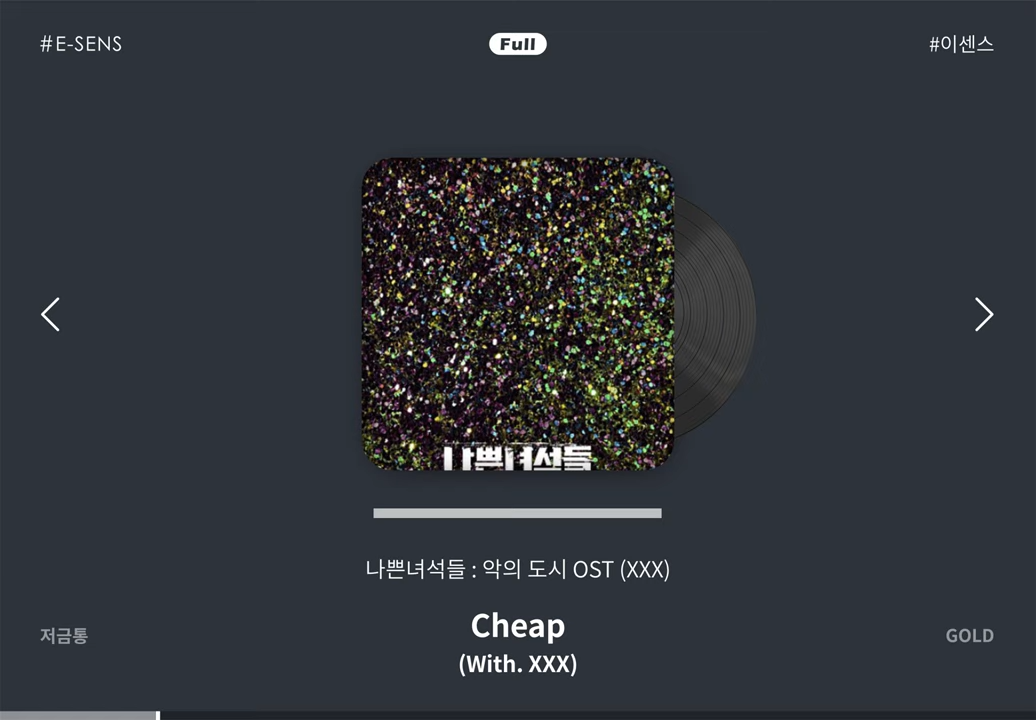 #E-SENS
Full
#이센스
나쁜녀석들
나쁜녀석들 : 악의 도시 OST (XXX)
Cheap
(With. XXX)
저금통
GOLD